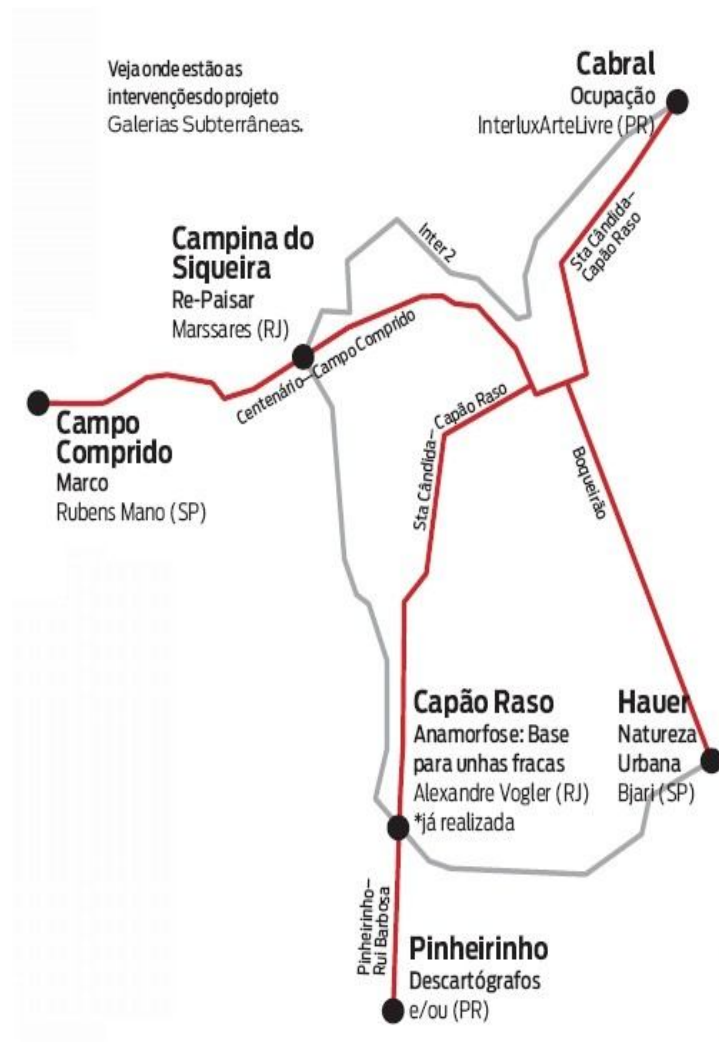 Veja onde estão as
intervenções do projeto
Galerias Subterrâneas.
Cabral
Ocupação
InterluxArteLivre (PR)
Sta Cândida–
Capão Raso
Inter 2
Campina do
Siqueira
Re-Paisar
Marssares (RJ)
Centenário–Campo Comprido
Campo
Comprido
Marco
Rubens Mano (SP)
Sta Cândida–Capão Raso
Boqueirão
Capão Raso
Anamorfose: Base
para unhas fracas
Alexandre Vogler (RJ)
*já realizada
Hauer
Natureza
Urbana
Bjari (SP)
Pinheirinho–
Rui Barbosa
Pinheirinho
Descartógrafos
e/ou (PR)